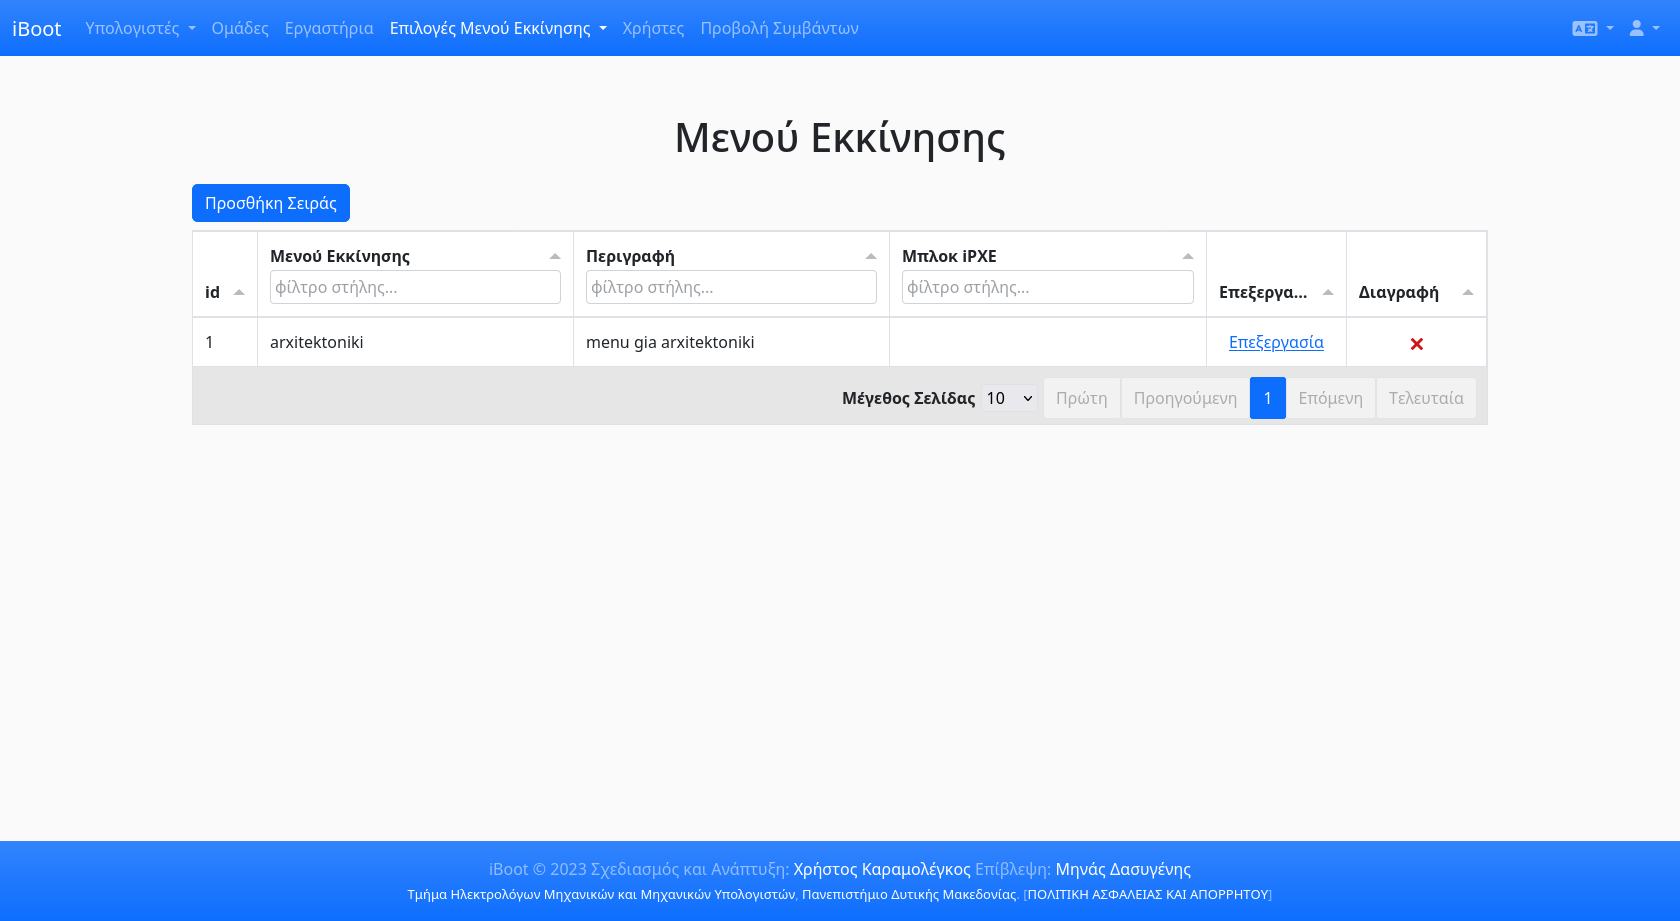 iBoot Υπολογιστές Ομάδες Εργαστήρια Επιλογές Μενού Εκκίνησης Χρήστες Προβολή Συμβάντων
Μενού Εκκίνησης
Προσθήκη Σειράς
id Μενού Εκκίνησης Περιγραφή Μπλοκ iPXE Επεξεργα... Διαγραφή
φίλτρο στήλης... φίλτρο στήλης... φίλτρο στήλης...
1 arxitektoniki menu gia arxitektoniki Επεξεργασία
Μέγεθος Σελίδας 10 Πρώτη Προηγούμενη 1 Επόμενη Τελευταία
iBoot © 2023 Σχεδιασμός και Ανάπτυξη: Χρήστος Καραμολέγκος Επίβλεψη: Μηνάς Δασυγένης
Τμήμα Ηλεκτρολόγων Μηχανικών και Μηχανικών Υπολογιστών, Πανεπιστήμιο Δυτικής Μακεδονίας. [ΠΟΛΙΤΙΚΗ ΑΣΦΑΛΕΙΑΣ ΚΑΙ ΑΠΟΡΡΗΤΟΥ]